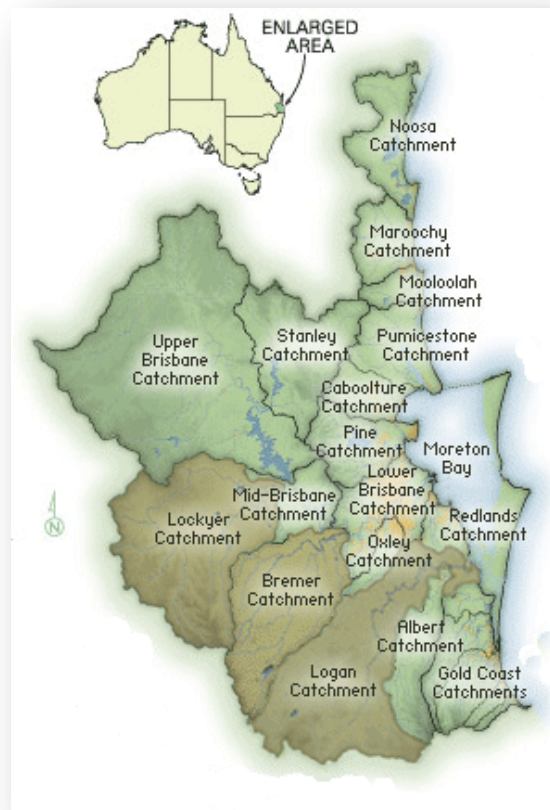 ENLARGED
AREA
Noosa
Catchment
Maroochy
Catchment
Mooloolah
Catchment
Upper
Brisbane
Catchment
Stanley
Catchment
Pumicestone
Catchment
Caboolture
Catchment
Pine
Catchment
Moreton
Bay
Lower
Brisbane
Catchment
Mid-Brisbane
Catchment
Lockyer
Catchment
Redlands
Catchment
Oxley
Catchment
Bremer
Catchment
Albert
Catchment
Logan
Catchment
Gold Coast
Catchments
N